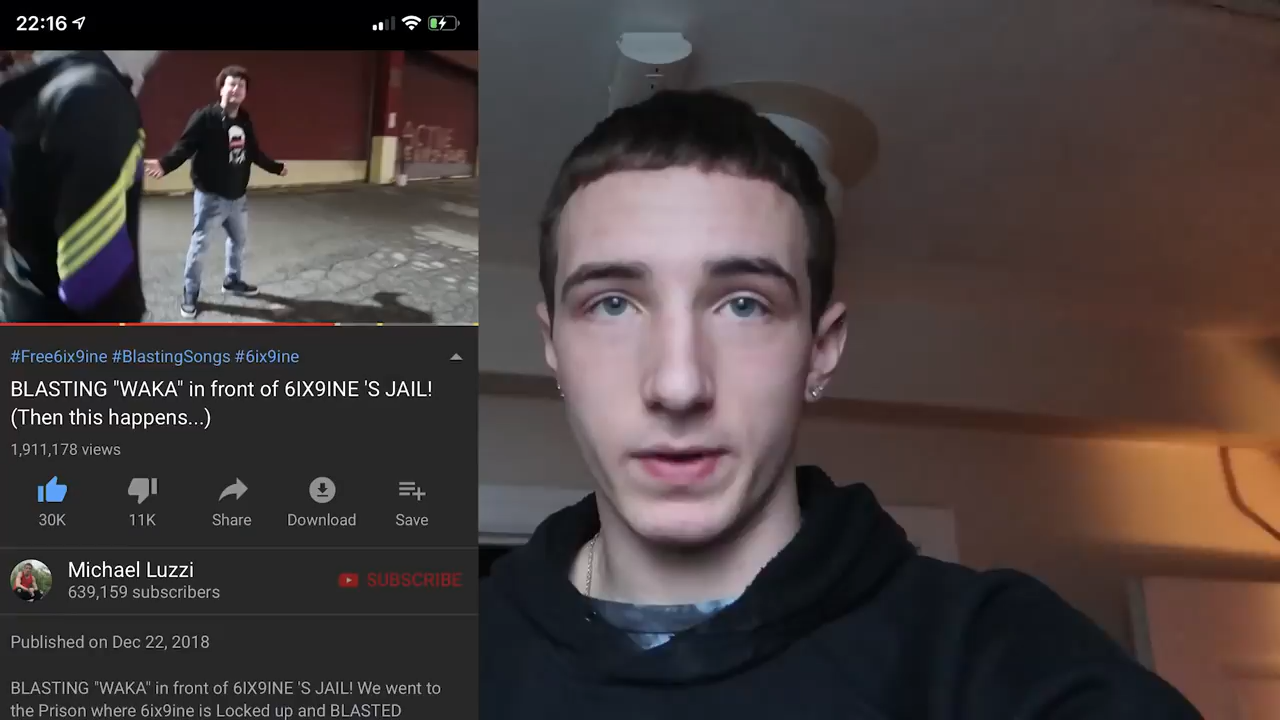 22:16
#Free6ix9ine #BlastingSongs #6ix9ine
BLASTING "WAKA" in front of 6IX9INE 'S JAIL!
(Then this happens...)
1,911,178 views
30K
11K
Share
Download
Save
Michael Luzzi
639,159 subscribers
SUBSCRIBE
Published on Dec 22, 2018
BLASTING "WAKA" in front of 6IX9INE 'S JAIL! We went to
the Prison where 6ix9ine is Locked up and BLASTED